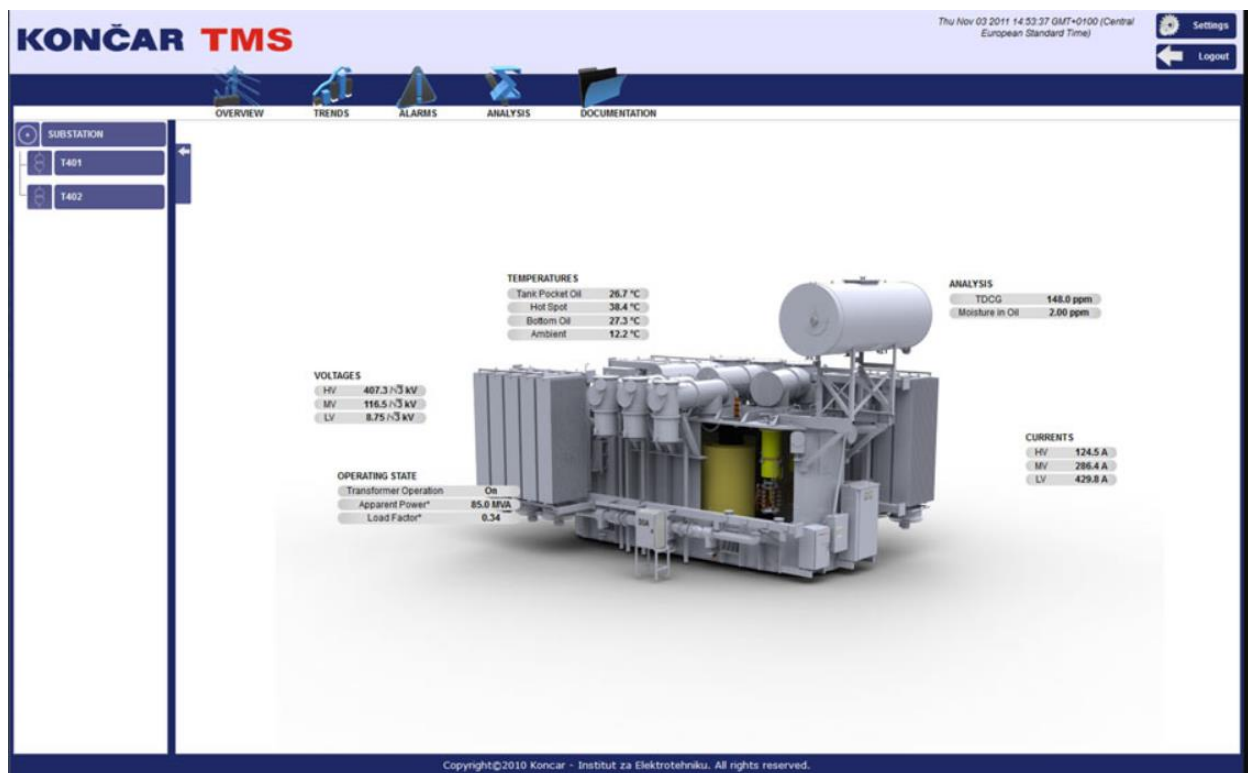 KONČAR TMS
Thu Nov 03 2011 14:53:37 GMT+0100 (Central
European Standard Time)
Settings
Logout
OVERVIEW
TRENDS
ALARMS
ANALYSIS
DOCUMENTATION
SUBSTATION
T401
T402
TEMPERATURES
Tank Pocket Oil 26.7 °C
Hot Spot 38.4 °C
Bottom Oil 27.3 °C
Ambient 12.2 °C
ANALYSIS
TDCG 148.0 ppm
Moisture in Oil 2.00 ppm
VOLTAGES
HV 407.3 /√3 kV
MV 116.5 /√3 kV
LV 8.75 /√3 kV
CURRENTS
HV 124.5 A
MV 286.4 A
LV 429.8 A
OPERATING STATE
Transformer Operation On
Apparent Power* 85.0 MVA
Load Factor* 0.34
Copyright©2010 Koncar - Institut za Elektrotehniku. All rights reserved.